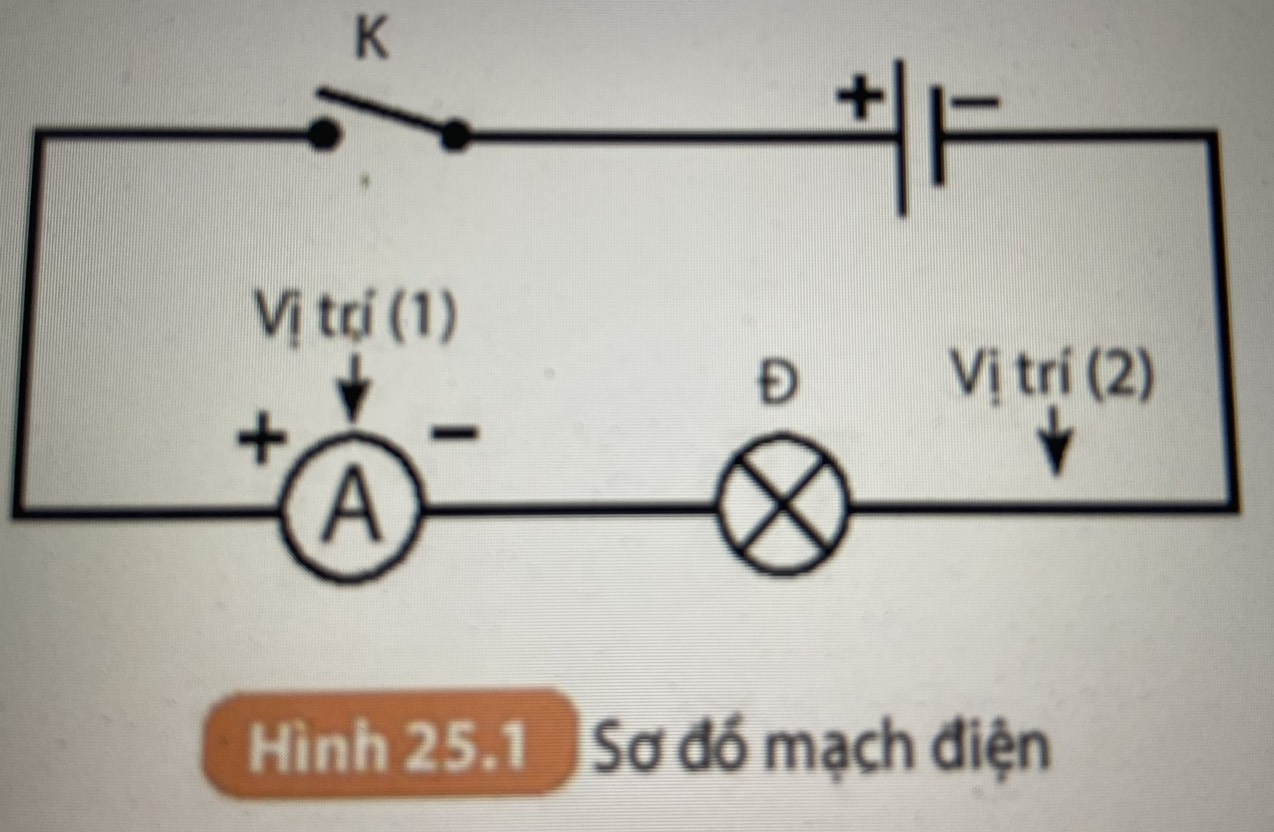 K
+ −
Vị trí (1)
Đ
Vị trí (2)
+ −
A
Hình 25.1 Sơ đồ mạch điện